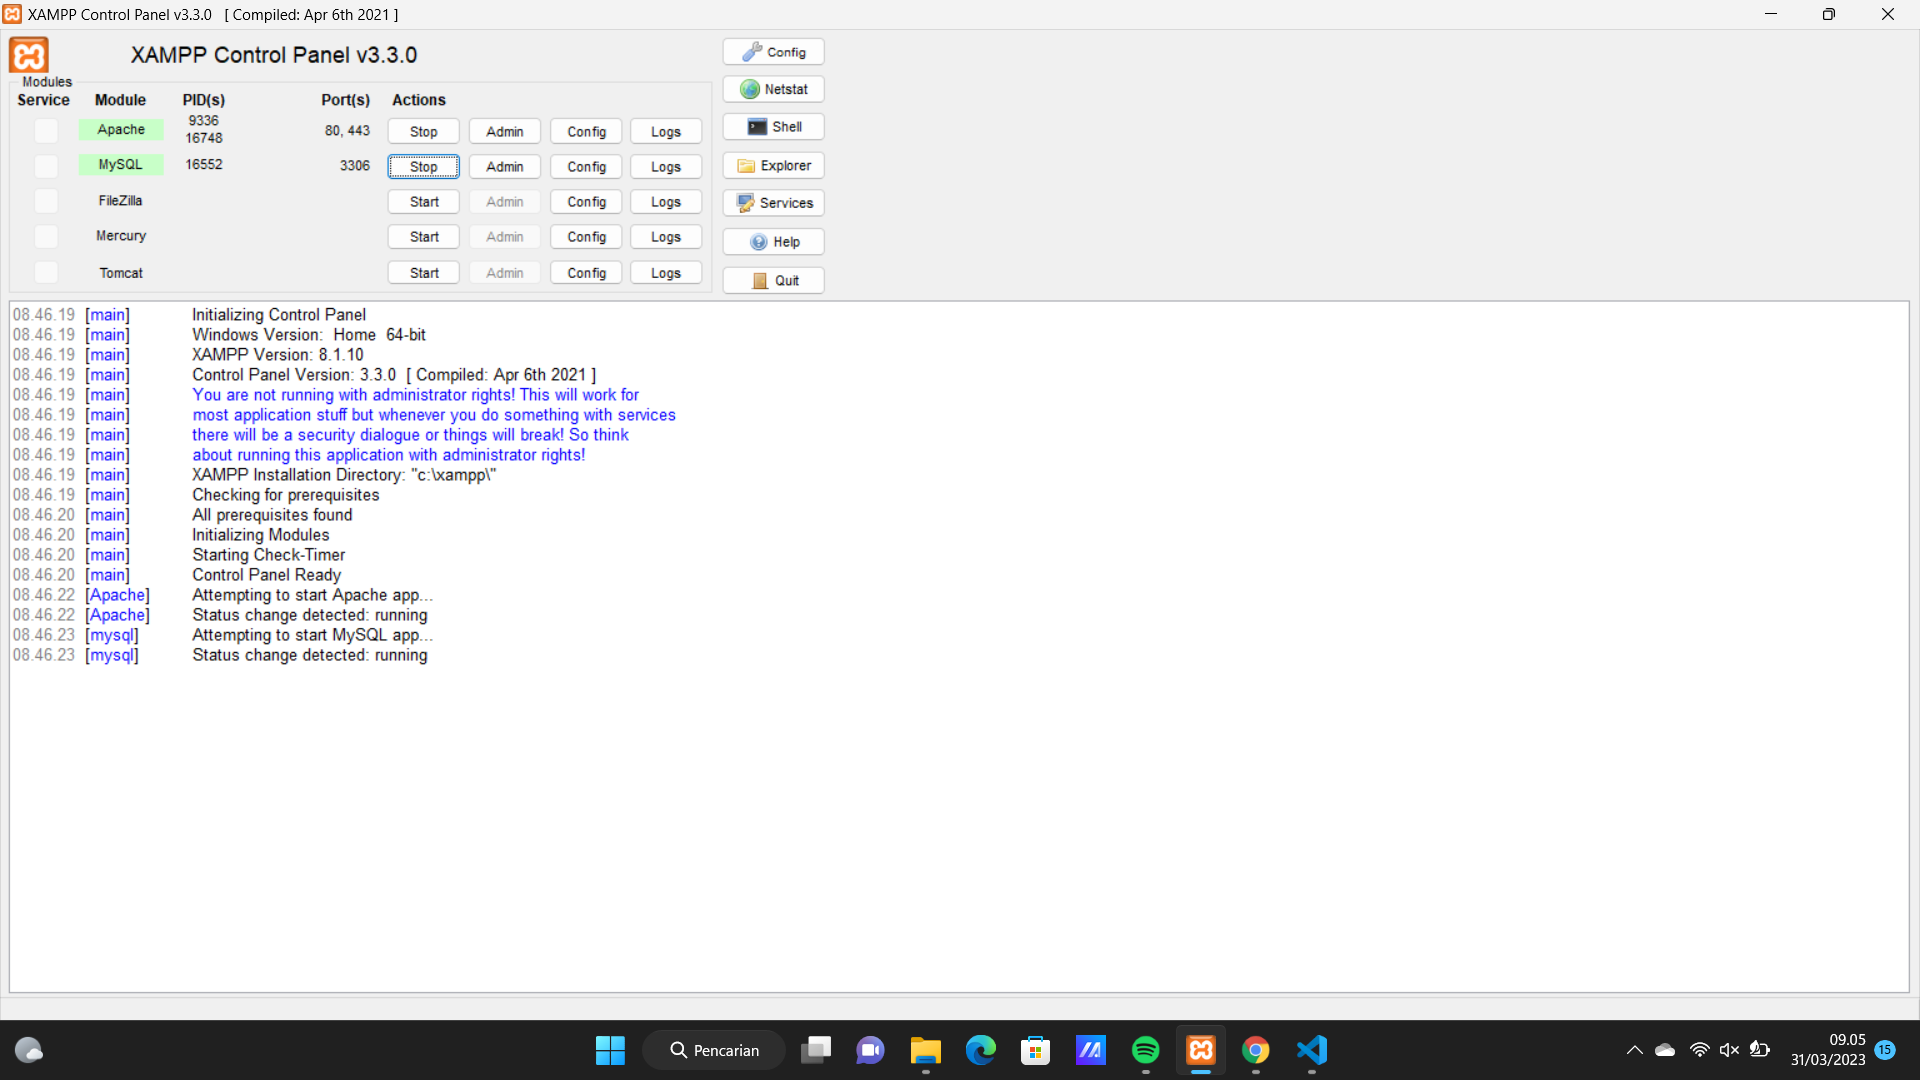 XAMPP Control Panel v3.3.0 [ Compiled: Apr 6th 2021 ]
XAMPP Control Panel v3.3.0
Config
Modules
Service Module PID(s) Port(s) Actions
Netstat
Apache 9336 16748 80, 443 Stop Admin Config Logs
Shell
MySQL 16552 3306 Stop Admin Config Logs
Explorer
FileZilla Start Admin Config Logs
Services
Mercury Start Admin Config Logs
Help
Tomcat Start Admin Config Logs
Quit
08.46.19 [main] Initializing Control Panel
08.46.19 [main] Windows Version: Home 64-bit
08.46.19 [main] XAMPP Version: 8.1.10
08.46.19 [main] Control Panel Version: 3.3.0 [ Compiled: Apr 6th 2021 ]
08.46.19 [main] You are not running with administrator rights! This will work for
08.46.19 [main] most application stuff but whenever you do something with services
08.46.19 [main] there will be a security dialogue or things will break! So think
08.46.19 [main] about running this application with administrator rights!
08.46.19 [main] XAMPP Installation Directory: "c:\xampp\"
08.46.19 [main] Checking for prerequisites
08.46.20 [main] All prerequisites found
08.46.20 [main] Initializing Modules
08.46.20 [main] Starting Check-Timer
08.46.20 [main] Control Panel Ready
08.46.22 [Apache] Attempting to start Apache app...
08.46.22 [Apache] Status change detected: running
08.46.23 [mysql] Attempting to start MySQL app...
08.46.23 [mysql] Status change detected: running
Pencarian
09.05
31/03/2023
15